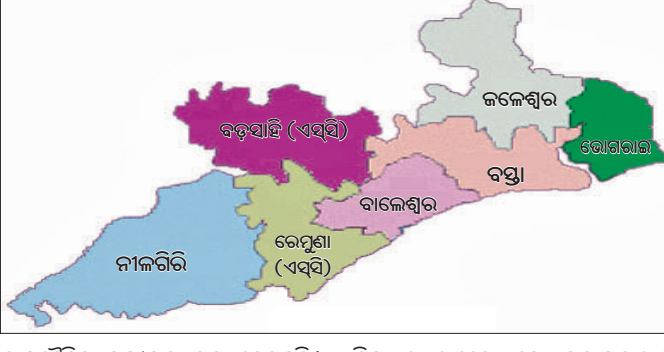 ଜଳେଶ୍ୱର
ବଡ଼ସାହି (ଏସ୍‌ସି)
ଭୋଗରାଇ
ବସ୍ତା
ବାଲେଶ୍ୱର
ରେମୁଣା
(ଏସ୍‌ସି)
ନୀଳଗିରି